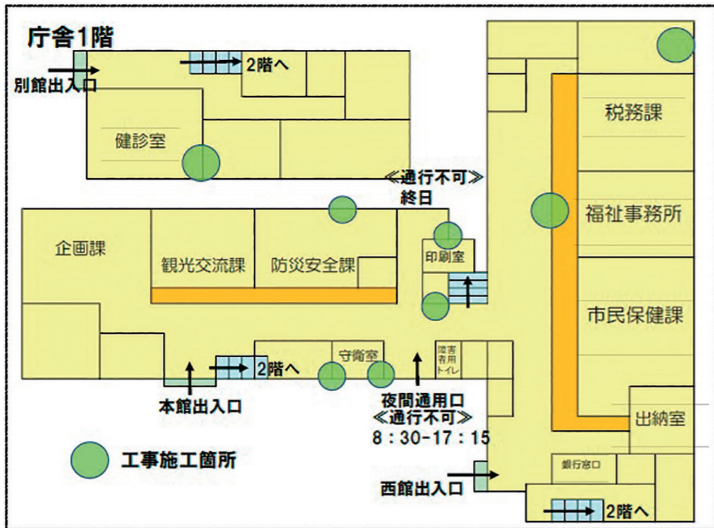 庁舎1階
別館出入口
2階へ
健診室
≪通行不可≫
終日
税務課
福祉事務所
市民保健課
出納室
銀行窓口
企画課
観光交流課
防災安全課
印刷室
守衛室
障害
者用
トイレ
2階へ
本館出入口
夜間通用口
≪通行不可≫
8:30-17:15
工事施工箇所
西館出入口
2階へ